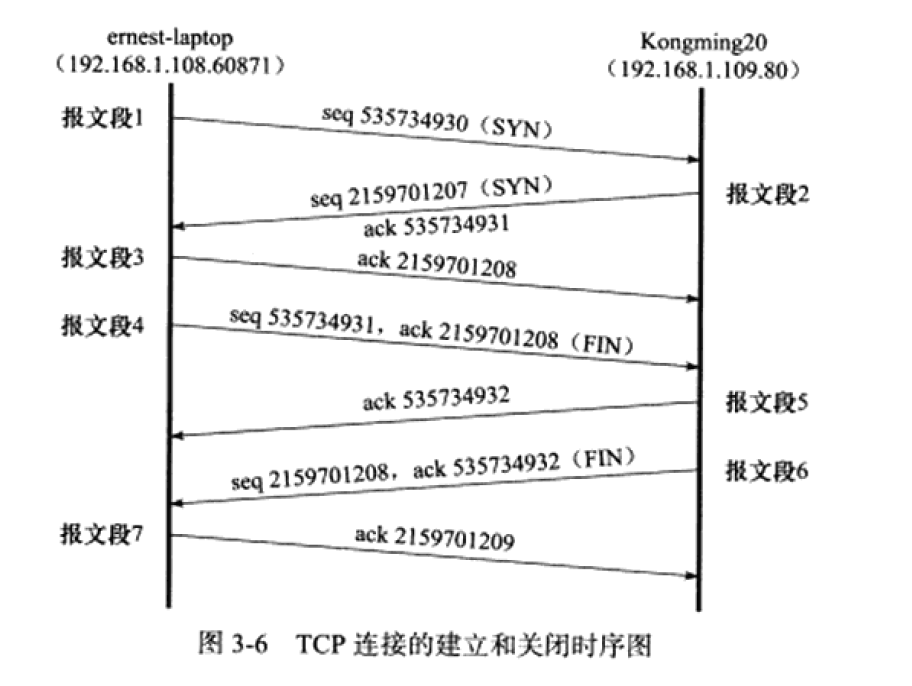 ernest-laptop
（192.168.1.108.60871）
Kongming20
（192.168.1.109.80）
报文段1
seq 535734930（SYN）
seq 2159701207（SYN）
报文段2
ack 535734931
报文段3
ack 2159701208
报文段4
seq 535734931，ack 2159701208（FIN）
ack 535734932
报文段5
seq 2159701208，ack 535734932（FIN）
报文段6
报文段7
ack 2159701209
图 3-6 TCP 连接的建立和关闭时序图